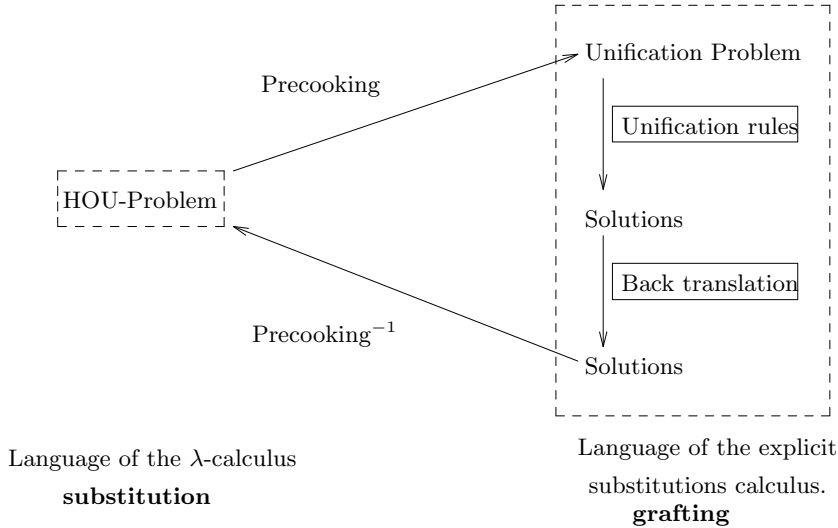 Unification Problem
Precooking
Unification rules
HOU-Problem
Solutions
Back translation
Precooking⁻¹
Solutions
Language of the λ-calculus
substitution
Language of the explicit
substitutions calculus.
grafting